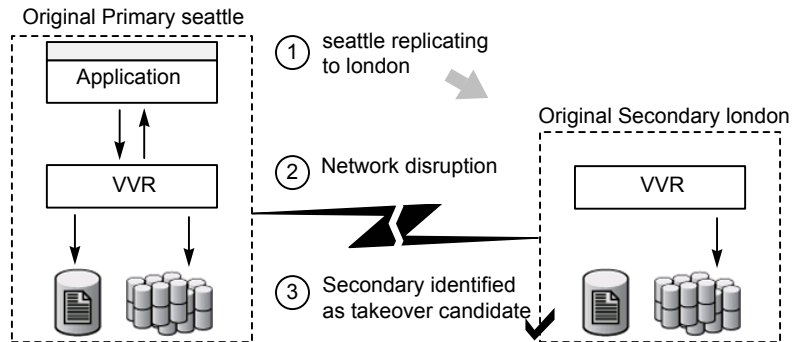 Original Primary seattle
Application
VVR
1 seattle replicating
to london
2 Network disruption
3 Secondary identified
as takeover candidate
Original Secondary london
VVR